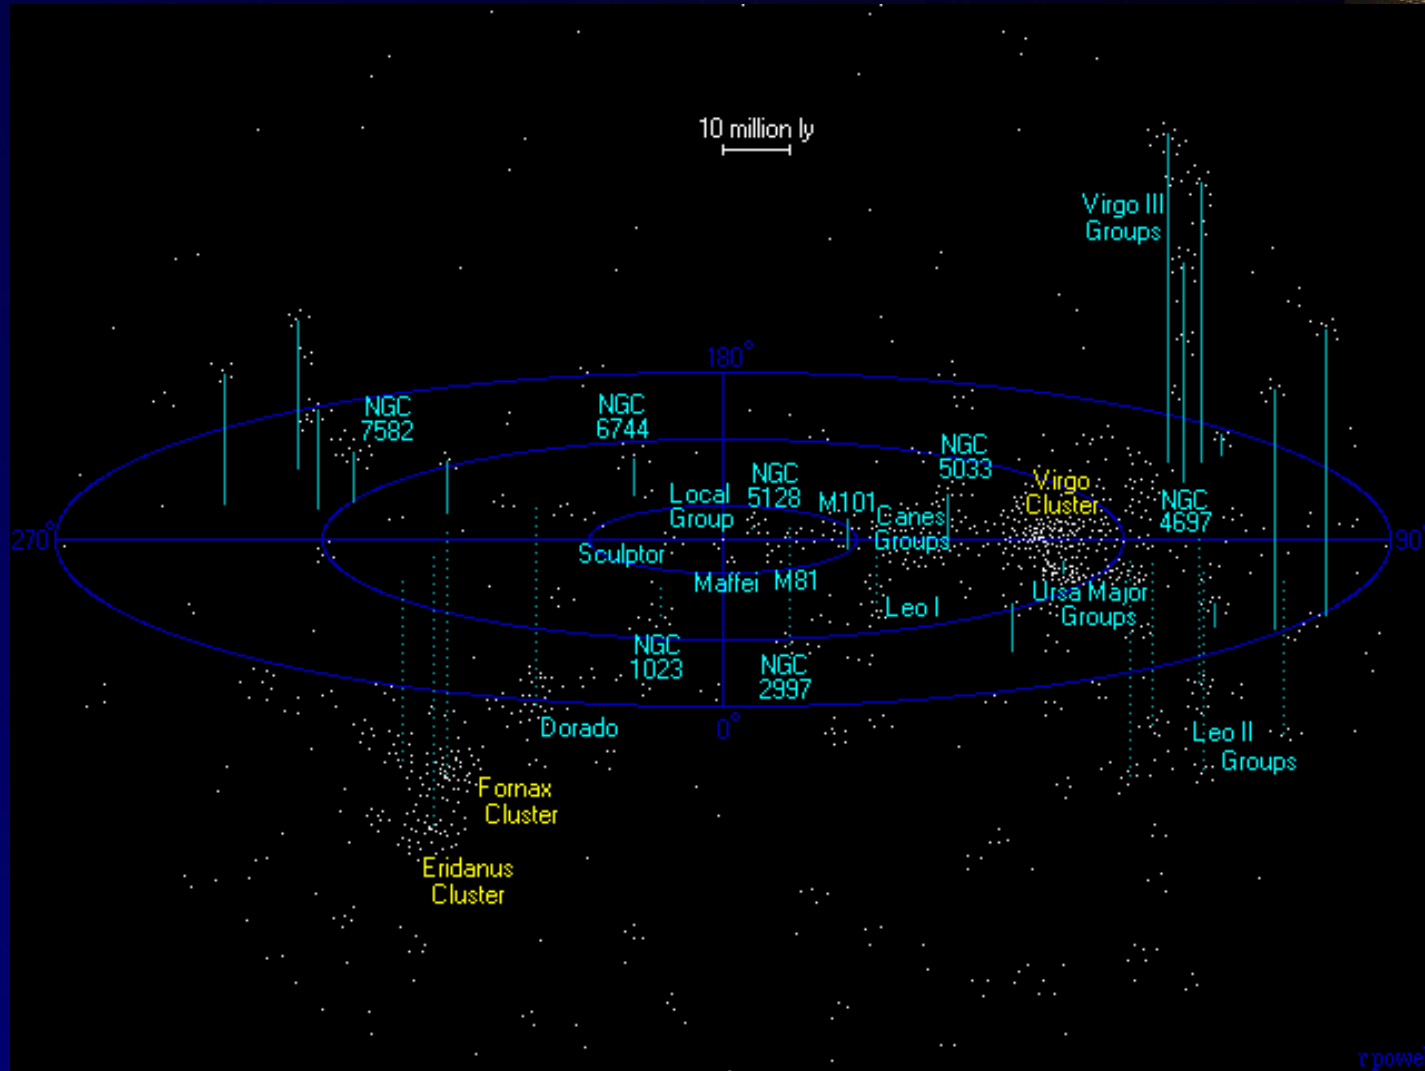 10 million ly
Virgo III
Groups
180°
NGC
7582
NGC
6744
NGC
5033
NGC
5128
Virgo
Cluster
Local
Group
M101
Canes
Groups
NGC
4697
270°
90
Sculptor
Maffei
M81
Leo I
Ursa Major
Groups
NGC
1023
NGC
2997
Dorado
0°
Leo II
Groups
Fornax
Cluster
Eridanus
Cluster
rpowe